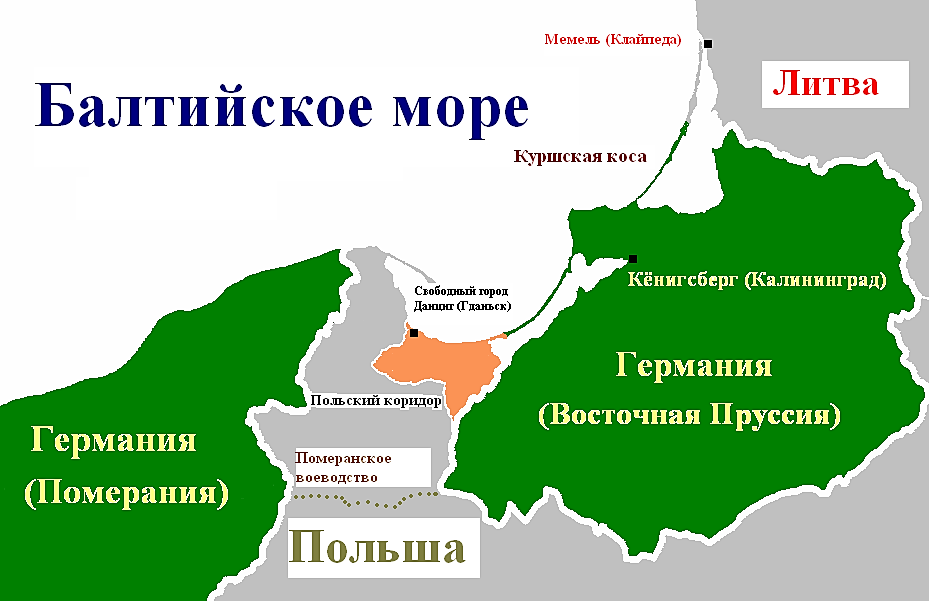 Мемель (Клайпеда)
Литва
Балтийское море
Куршская коса
Кёнигсберг (Калининград)
Свободный город
Данциг (Гданьск)
Германия
(Восточная Пруссия)
Польский коридор
Германия
(Померания)
Померанское
воеводство
Польша